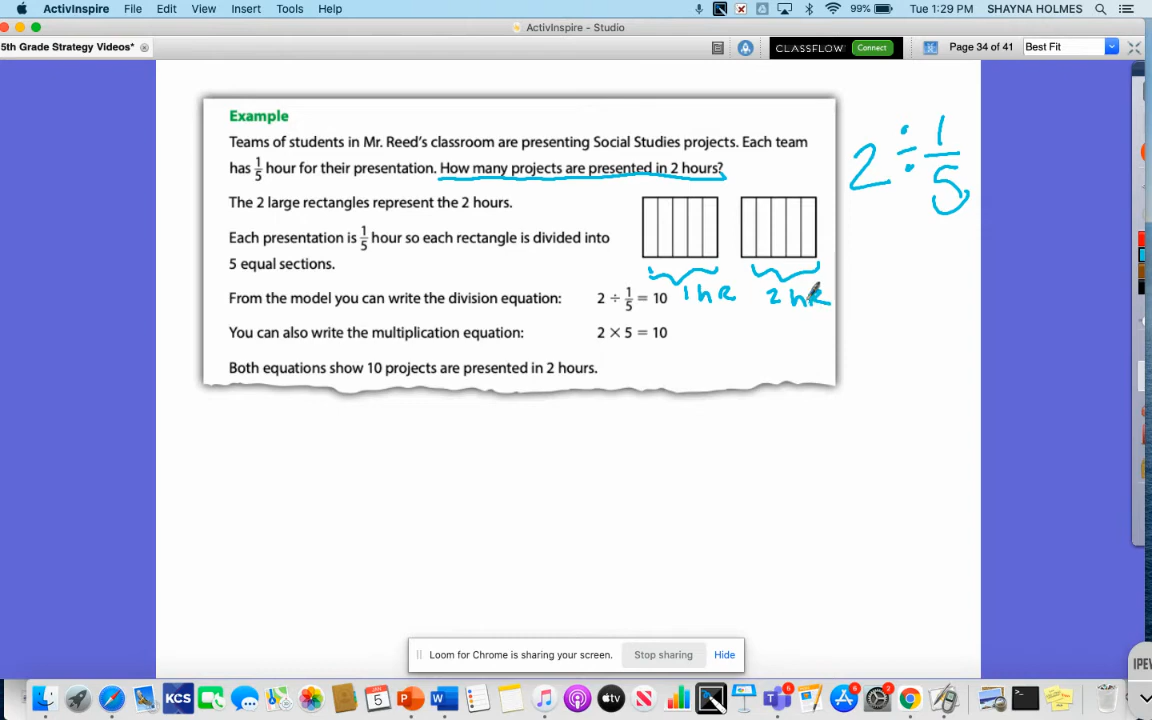 ActivInspire File Edit View Insert Tools Help 99% Tue 1:29 PM SHAYNA HOLMES
ActivInspire - Studio
5th Grade Strategy Videos*
CLASSFLOW Connect Page 34 of 41 Best Fit
Example
Teams of students in Mr. Reed's classroom are presenting Social Studies projects. Each team
has 1/5 hour for their presentation. How many projects are presented in 2 hours?
2 ÷ 1/5
The 2 large rectangles represent the 2 hours.
Each presentation is 1/5 hour so each rectangle is divided into
5 equal sections.
1 hR 2 hR
From the model you can write the division equation: 2 ÷ 1/5 = 10
You can also write the multiplication equation: 2 × 5 = 10
Both equations show 10 projects are presented in 2 hours.
Loom for Chrome is sharing your screen. Stop sharing Hide
IPEV
KCS
tv